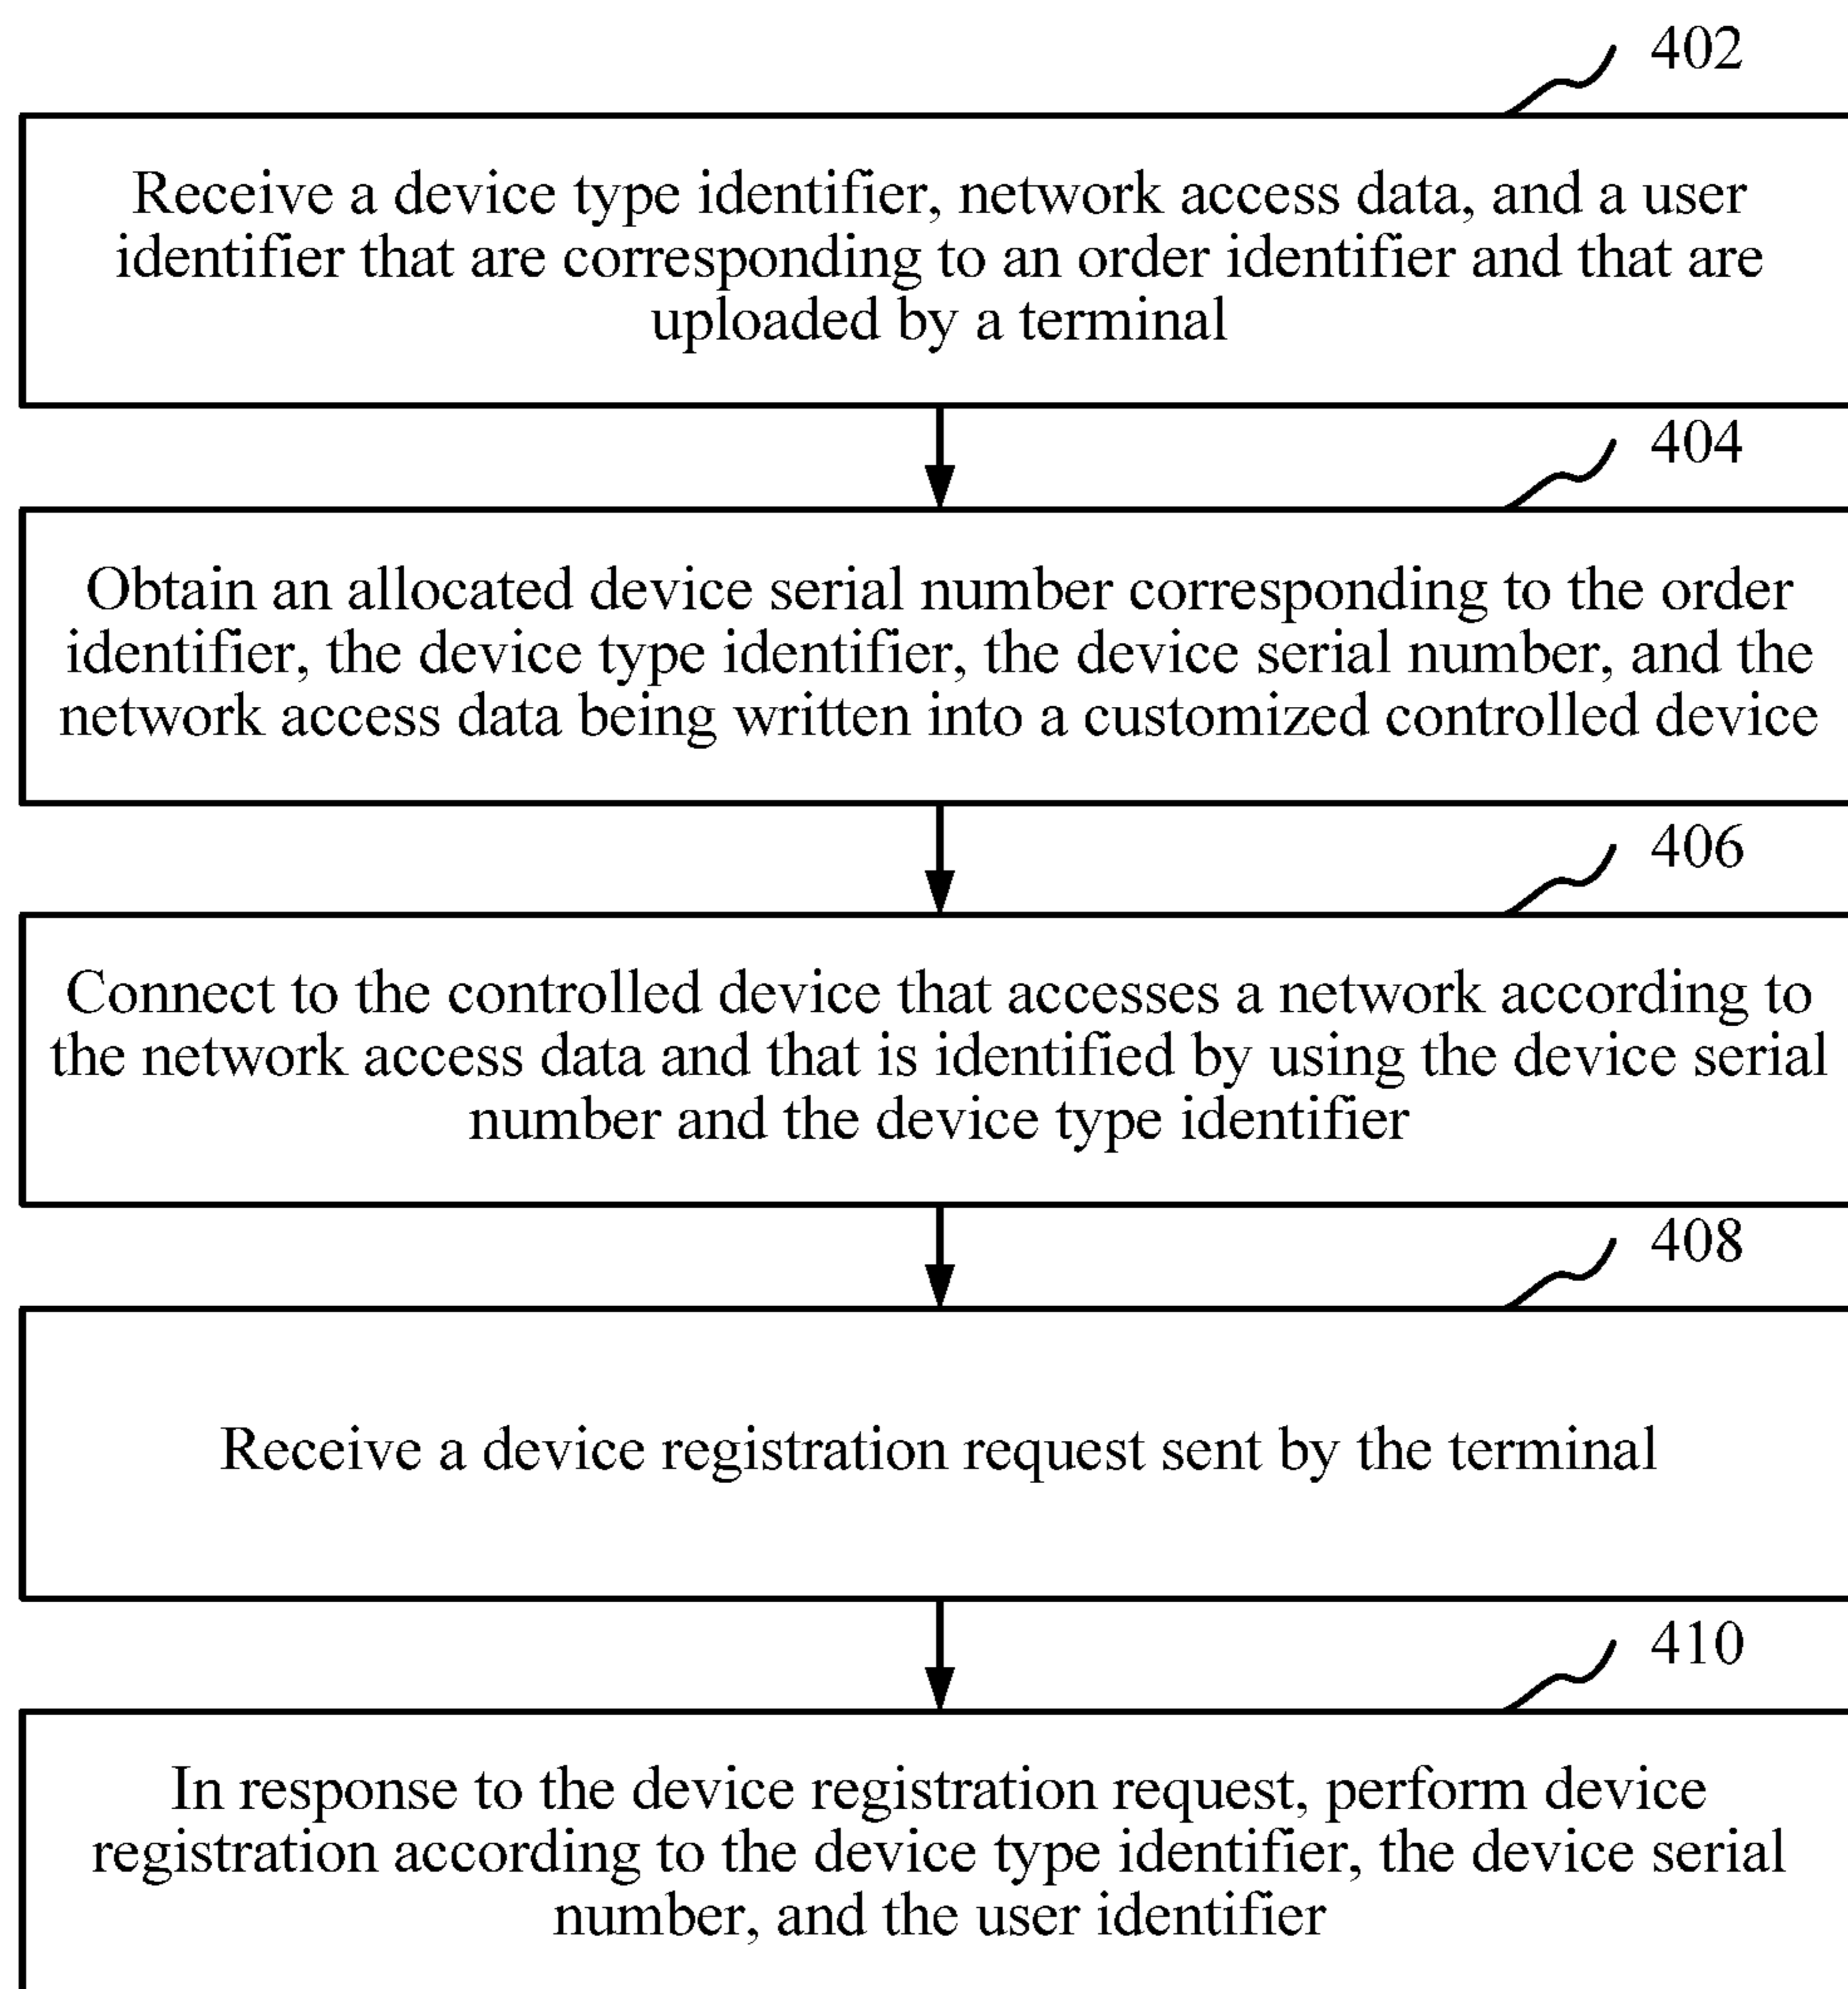 402
Receive a device type identifier, network access data, and a user
identifier that are corresponding to an order identifier and that are
uploaded by a terminal
404
Obtain an allocated device serial number corresponding to the order
identifier, the device type identifier, the device serial number, and the
network access data being written into a customized controlled device
406
Connect to the controlled device that accesses a network according to
the network access data and that is identified by using the device serial
number and the device type identifier
408
Receive a device registration request sent by the terminal
410
In response to the device registration request, perform device
registration according to the device type identifier, the device serial
number, and the user identifier